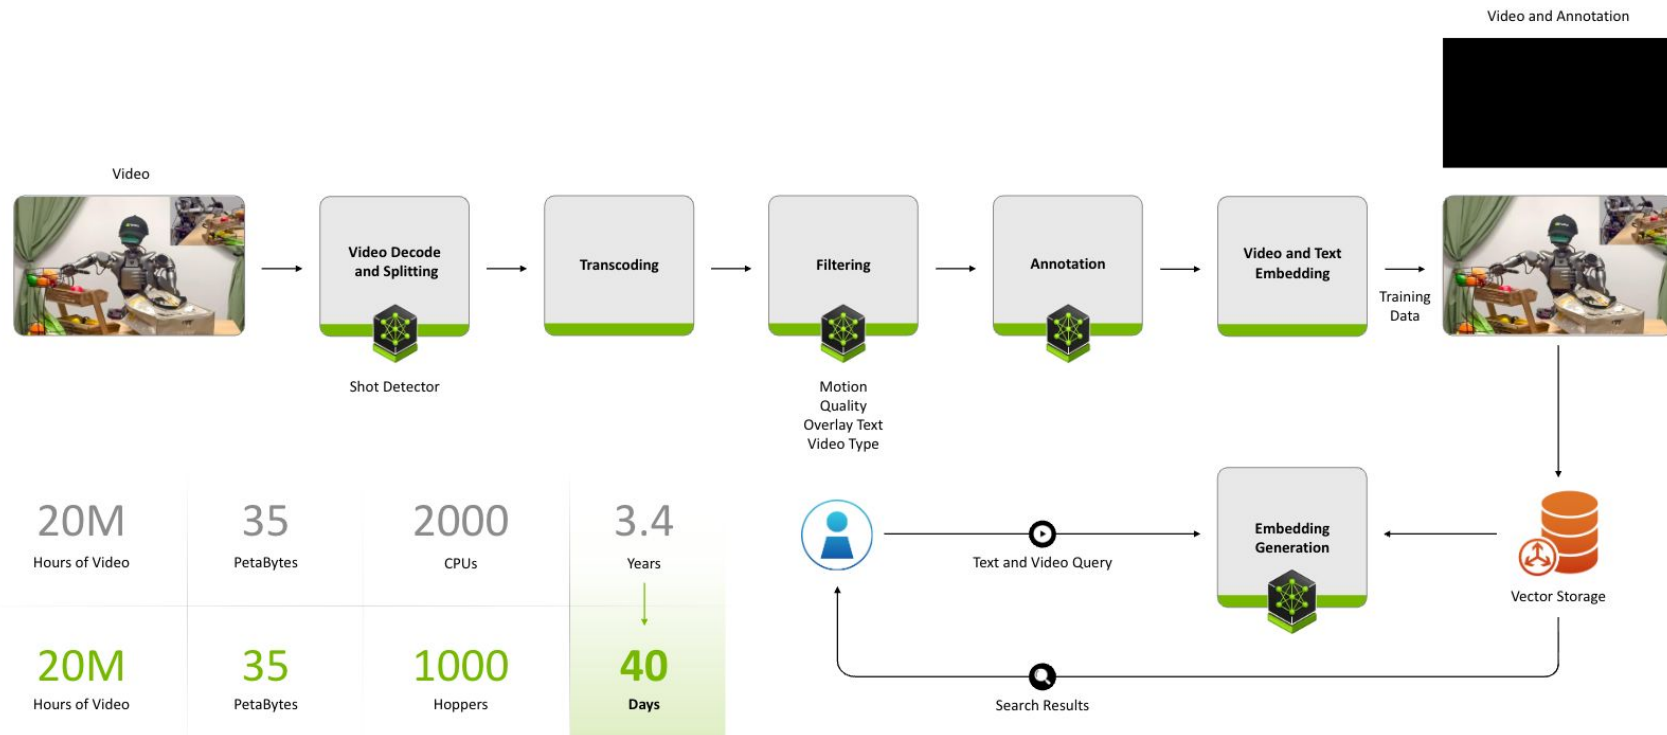 Video and Annotation
Video
Video Decode
and Splitting
Transcoding
Filtering
Annotation
Video and Text
Embedding
Training
Data
Shot Detector
Motion
Quality
Overlay Text
Video Type
20M
Hours of Video
35
PetaBytes
2000
CPUs
3.4
Years
20M
Hours of Video
35
PetaBytes
1000
Hoppers
40
Days
Text and Video Query
Embedding
Generation
Vector Storage
Search Results